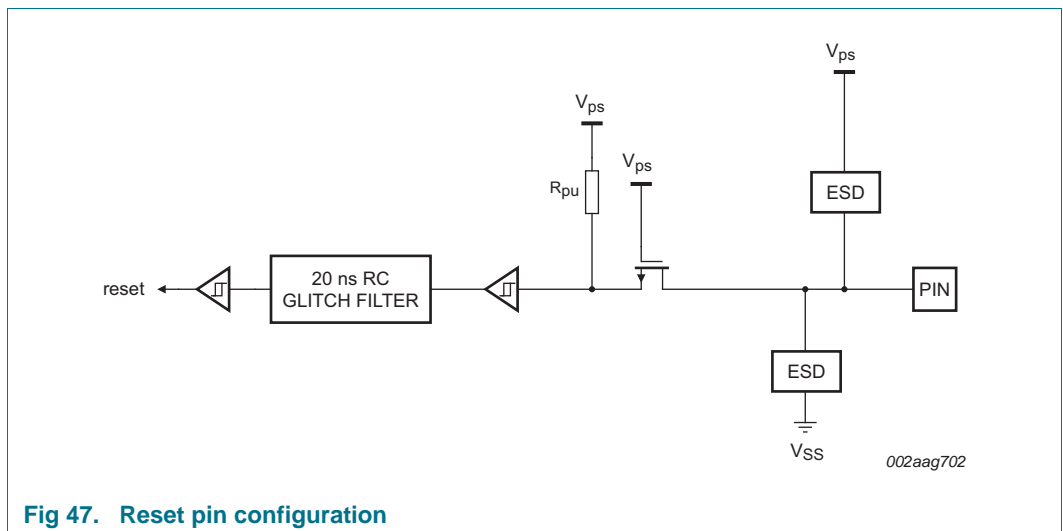 Vps
Vps
Vps
Rpu
ESD
reset
20 ns RC
GLITCH FILTER
PIN
ESD
VSS
002aag702
Fig 47. Reset pin configuration